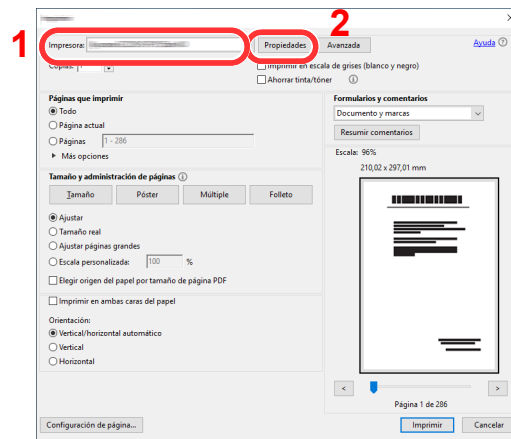 2
1
Impresora:
Propiedades
Avanzada
Ayuda
Copias: 1
Imprimir en escala de grises (blanco y negro)
Ahorrar tinta/tóner
Páginas que imprimir
Todo
Página actual
Páginas 1 - 286
Más opciones
Formularios y comentarios
Documento y marcas
Resumir comentarios
Escala: 96%
210,02 x 297,01 mm
Tamaño y administración de páginas
Tamaño Póster Múltiple Folleto
Ajustar
Tamaño real
Ajustar páginas grandes
Escala personalizada: 100 %
Elegir origen del papel por tamaño de página PDF
Imprimir en ambas caras del papel
Orientación:
Vertical/horizontal automático
Vertical
Horizontal
< >
Página 1 de 286
Configuración de página...
Imprimir
Cancelar